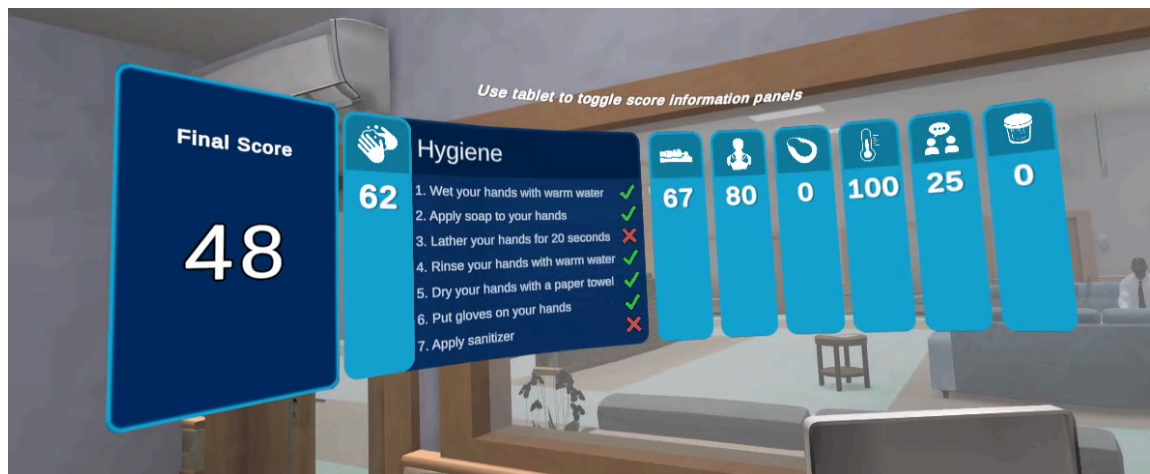 Use tablet to toggle score information panels
Final Score
48
62
Hygiene
1. Wet your hands with warm water
2. Apply soap to your hands
3. Lather your hands for 20 seconds
4. Rinse your hands with warm water
5. Dry your hands with a paper towel
6. Put gloves on your hands
7. Apply sanitizer
67
80
0
100
25
0